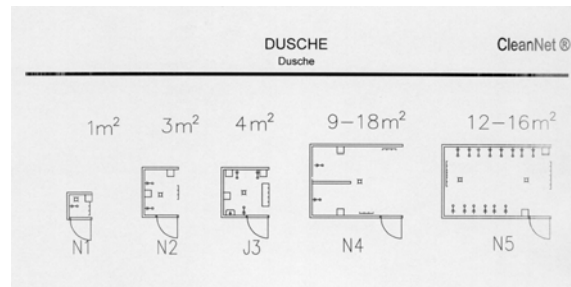 DUSCHE
CleanNet ®
Dusche
1m² 3m² 4m² 9–18m² 12–16m²
N1 N2 J3 N4 N5